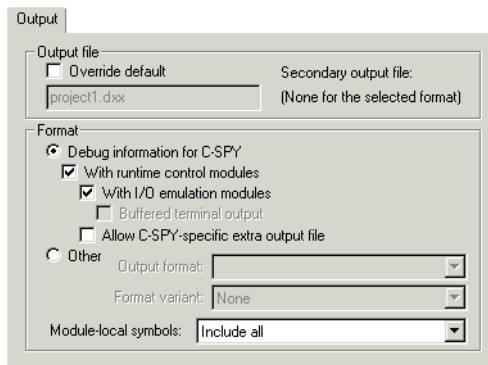 Output
Output file
Override default
Secondary output file:
project1.dxx
(None for the selected format)
Format
Debug information for C-SPY
With runtime control modules
With I/O emulation modules
Buffered terminal output
Allow C-SPY-specific extra output file
Other
Output format:
Format variant: None
Module-local symbols: Include all